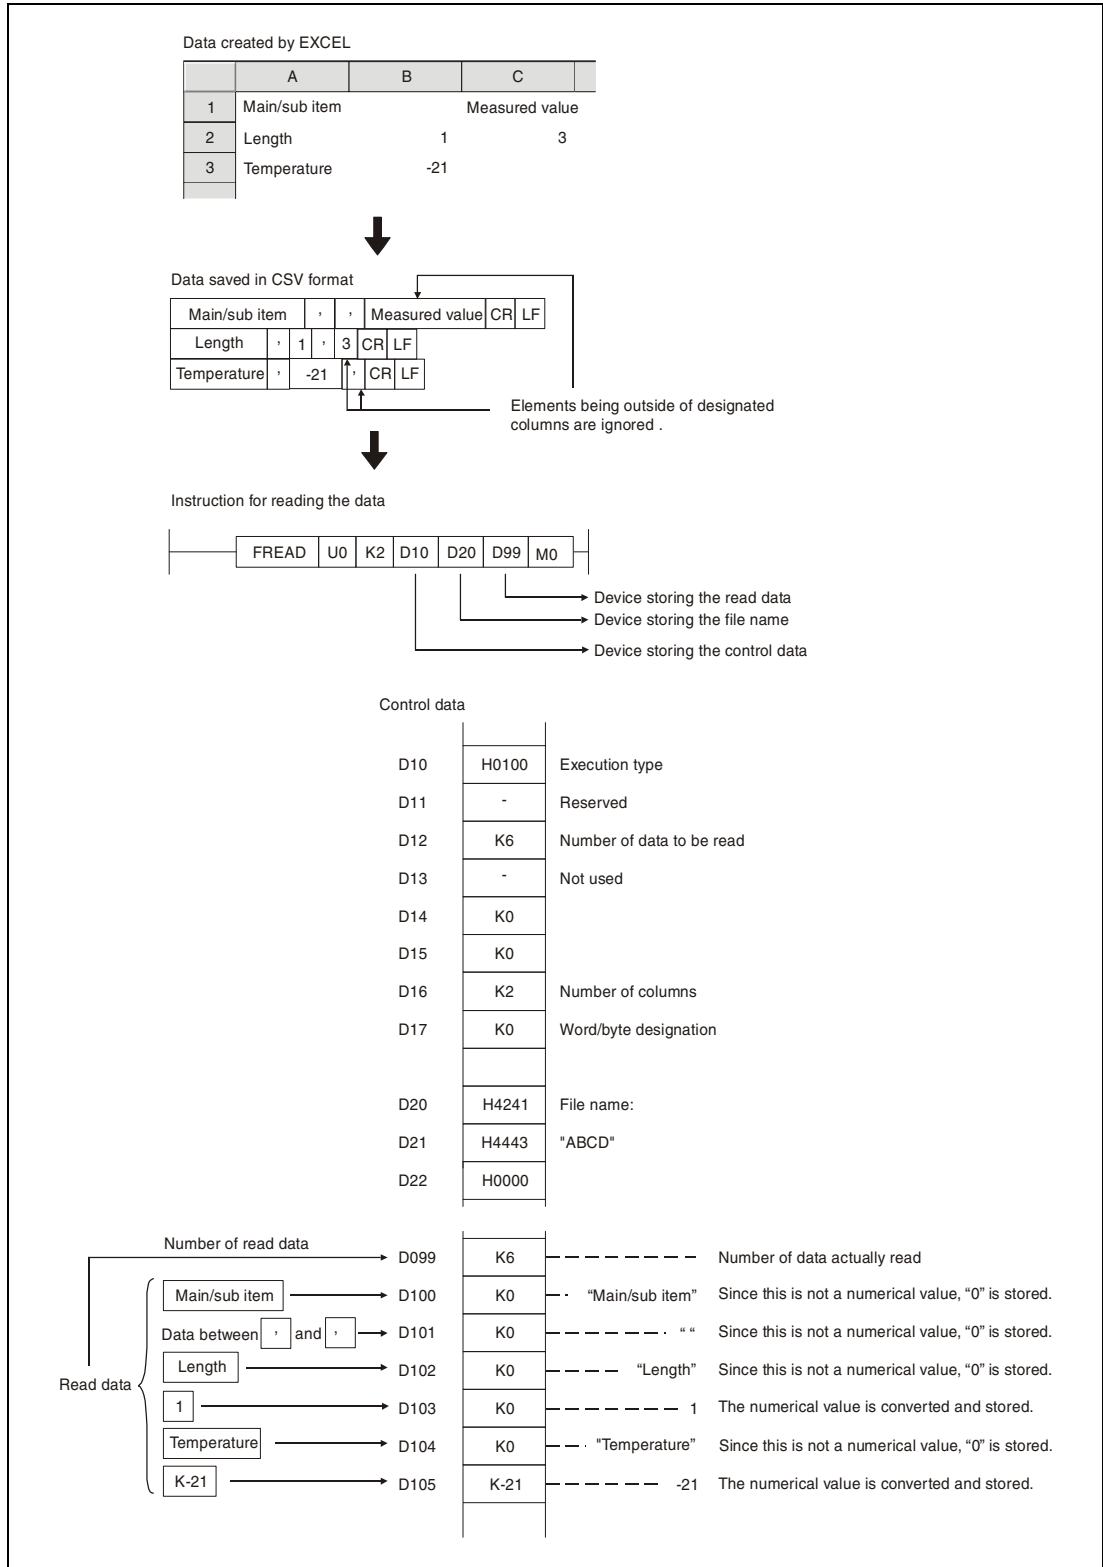 Data created by EXCEL
A B C
1 Main/sub item Measured value
2 Length 1 3
3 Temperature -21
Data saved in CSV format
Main/sub item , , Measured value CR LF
Length , 1 , 3 CR LF
Temperature , -21 , CR LF
Elements being outside of designated
columns are ignored .
Instruction for reading the data
FREAD U0 K2 D10 D20 D99 M0
Device storing the read data
Device storing the file name
Device storing the control data
Control data
D10 H0100 Execution type
D11 - Reserved
D12 K6 Number of data to be read
D13 - Not used
D14 K0
D15 K0
D16 K2 Number of columns
D17 K0 Word/byte designation
D20 H4241 File name:
D21 H4443 "ABCD"
D22 H0000
Number of read data D099 K6 Number of data actually read
Main/sub item D100 K0 “Main/sub item” Since this is not a numerical value, “0” is stored.
Data between , and , D101 K0 “ “ Since this is not a numerical value, “0” is stored.
Length D102 K0 “Length” Since this is not a numerical value, “0” is stored.
Read data
1 D103 K0 1 The numerical value is converted and stored.
Temperature D104 K0 "Temperature” Since this is not a numerical value, “0” is stored.
K-21 D105 K-21 -21 The numerical value is converted and stored.